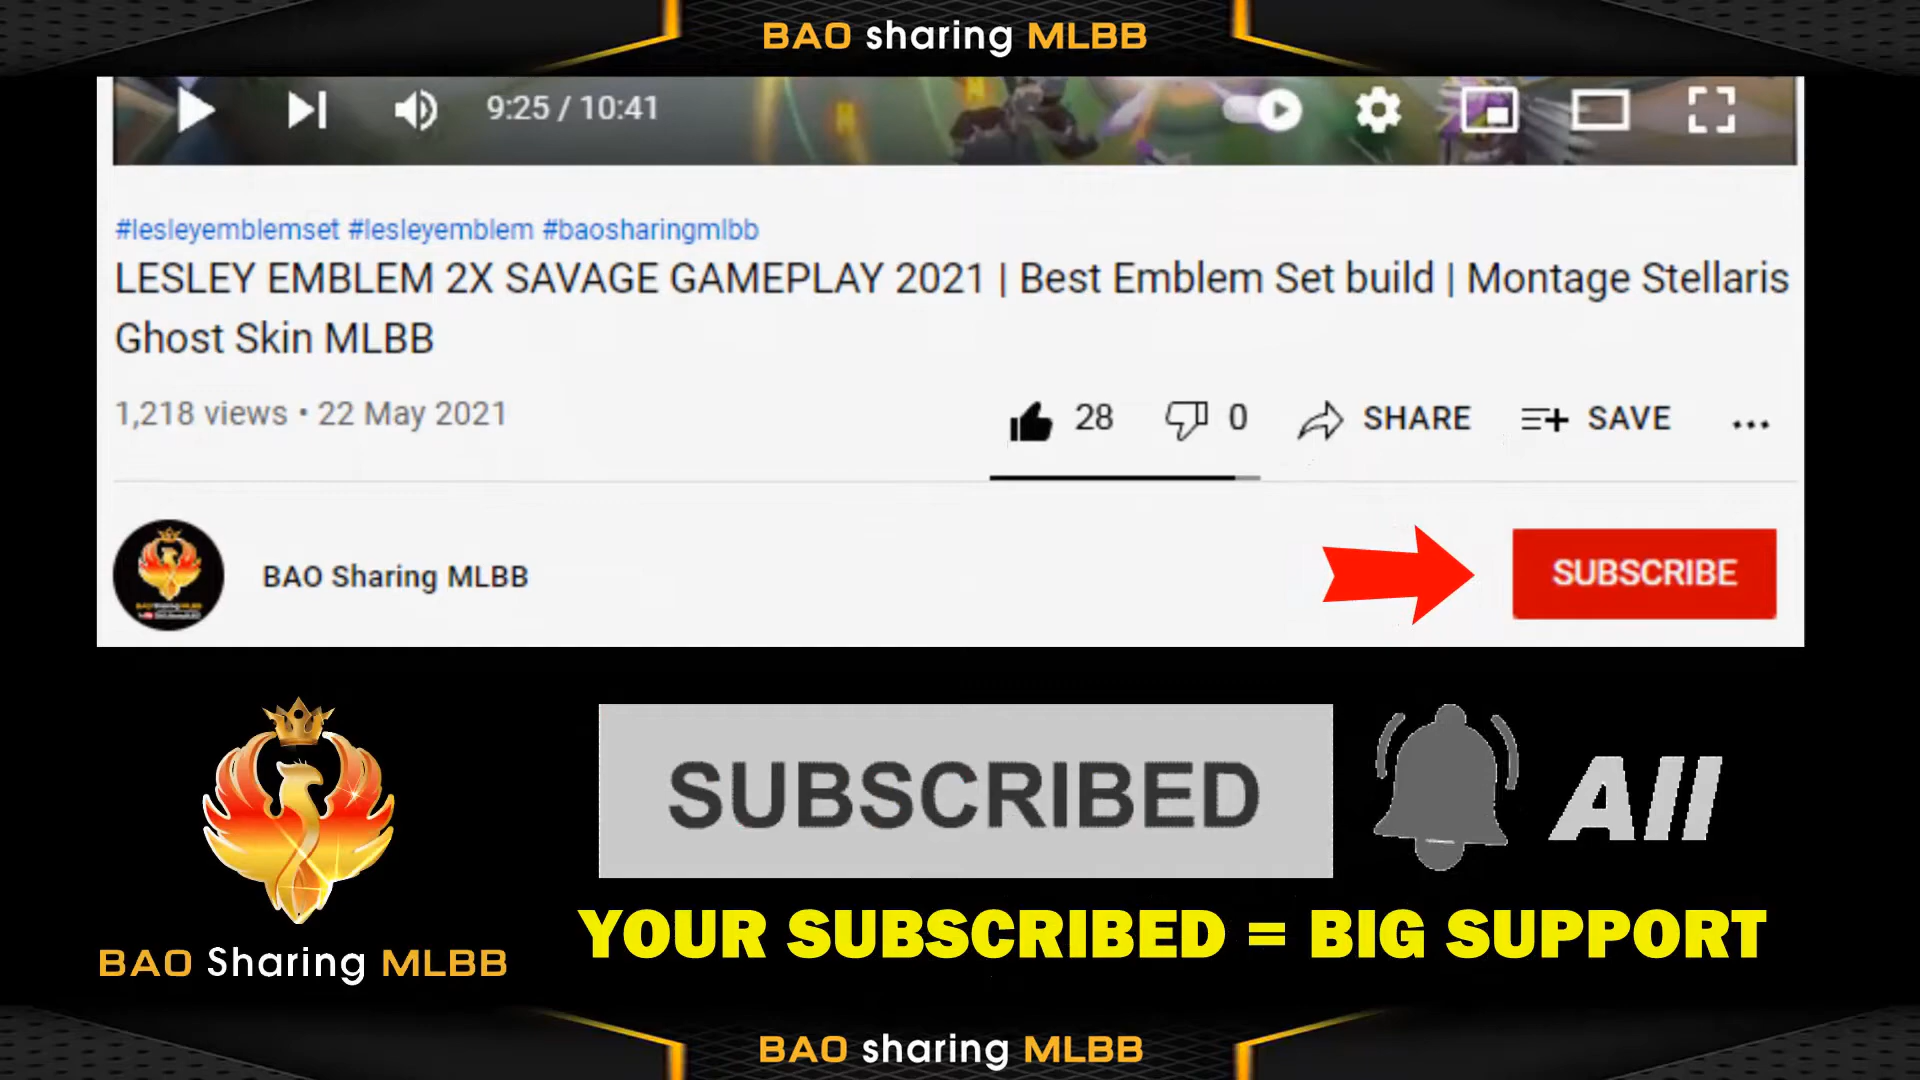 BAO sharing MLBB
9:25 / 10:41
#lesleyemblemset #lesleyemblem #baosharingmlbb
LESLEY EMBLEM 2X SAVAGE GAMEPLAY 2021 | Best Emblem Set build | Montage Stellaris
Ghost Skin MLBB
1,218 views • 22 May 2021
28 0 SHARE SAVE ...
BAO Sharing MLBB
SUBSCRIBE
SUBSCRIBED
All
YOUR SUBSCRIBED = BIG SUPPORT
BAO Sharing MLBB
BAO sharing MLBB